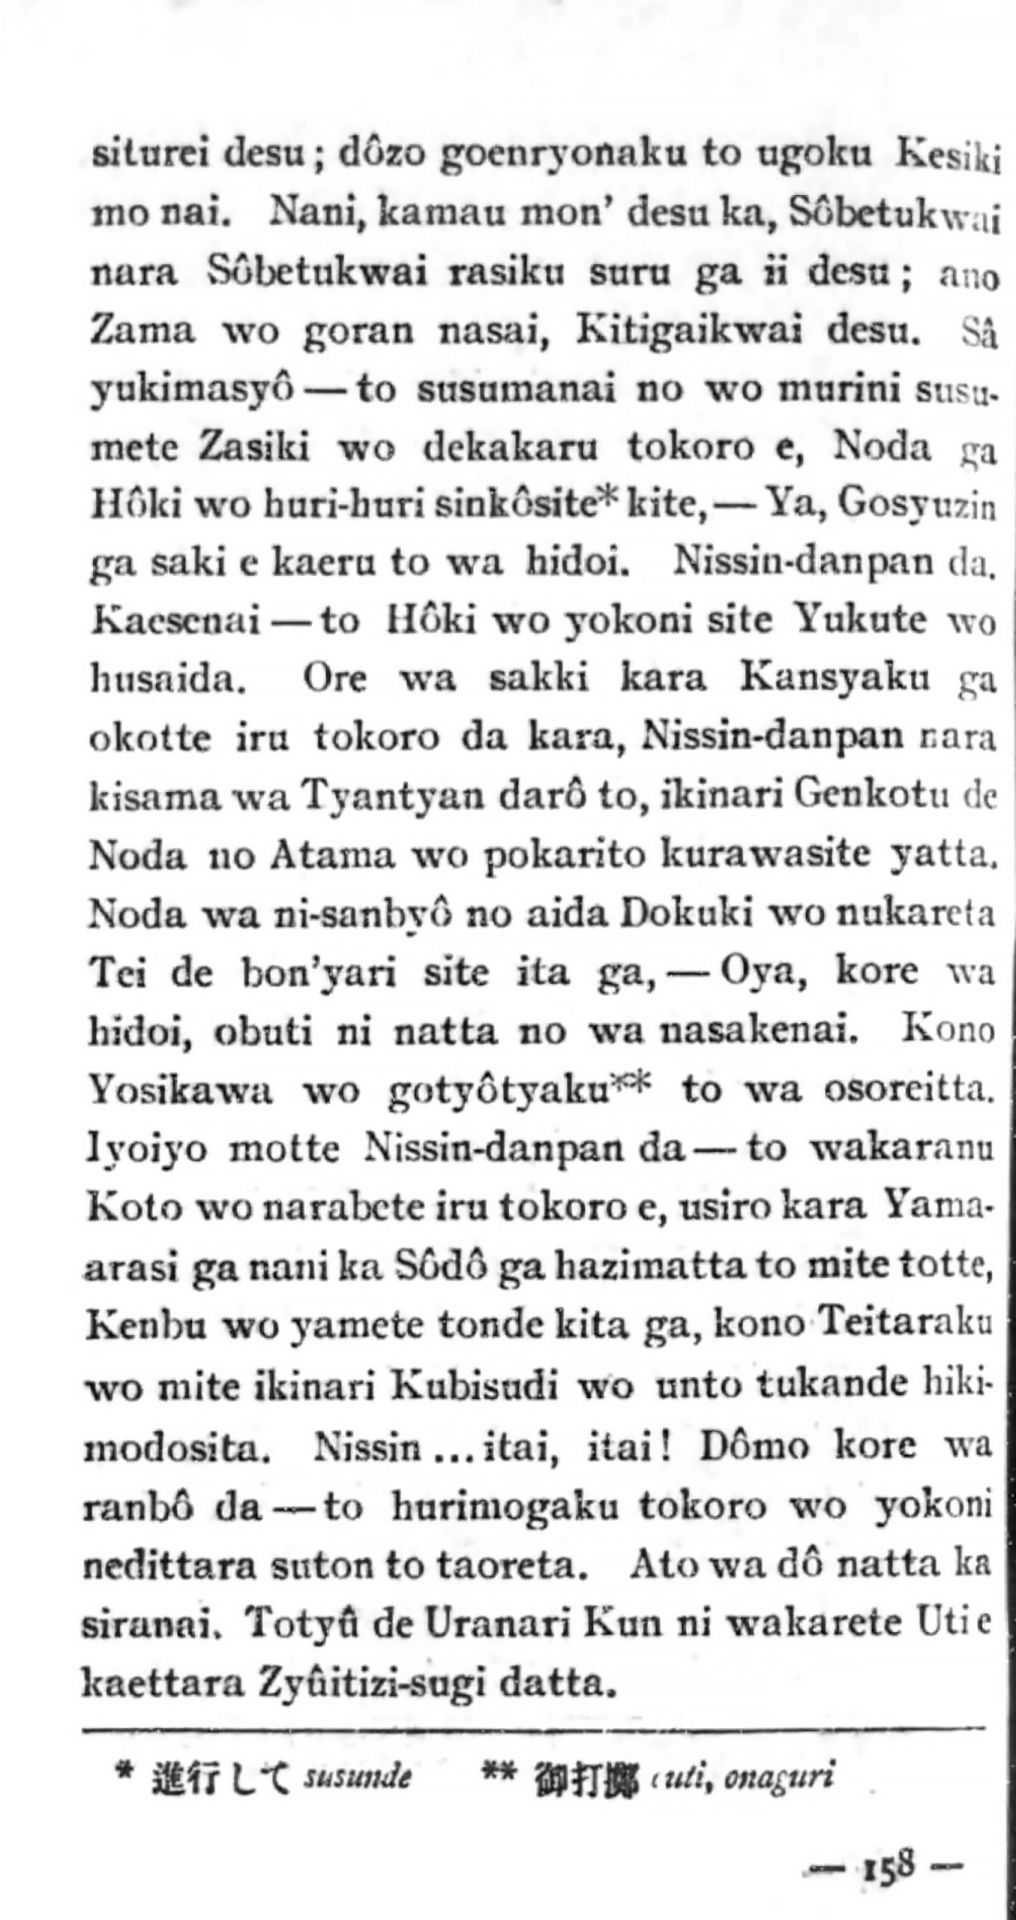 siturei desu; dôzo goenryonaku to ugoku Kesiki
mo nai. Nani, kamau mon’ desu ka, Sôbetukwai
nara Sôbetukwai rasiku suru ga ii desu; ano
Zama wo goran nasai, Kitigaikwai desu. Sâ
yukimasyô — to susumanai no wo murini susu-
mete Zasiki wo dekakaru tokoro e, Noda ga
Hôki wo huri-huri sinkôsite* kite, — Ya, Gosyuzin
ga saki e kaeru to wa hidoi. Nissin-danpan da.
Kaesenai — to Hôki wo yokoni site Yukute wo
husaida. Ore wa sakki kara Kansyaku ga
okotte iru tokoro da kara, Nissin-danpan nara
kisama wa Tyantyan darô to, ikinari Genkotu de
Noda no Atama wo pokarito kurawasite yatta.
Noda wa ni-sanbyô no aida Dokuki wo nukareta
Tei de bon’yari site ita ga, — Oya, kore wa
hidoi, obuti ni natta no wa nasakenai. Kono
Yosikawa wo gotyôtyaku** to wa osoreitta.
Iyoiyo motte Nissin-danpan da — to wakaranu
Koto wo narabete iru tokoro e, usiro kara Yama-
arasi ga nani ka Sôdô ga hazimatta to mite totte,
Kenbu wo yamete tonde kita ga, kono Teitaraku
wo mite ikinari Kubisudi wo unto tukande hiki-
modosita. Nissin ... itai, itai! Dômo kore wa
ranbô da — to hurimogaku tokoro wo yokoni
nedittara suton to taoreta. Ato wa dô natta ka
siranai. Totyû de Uranari Kun ni wakarete Uti e
kaettara Zyûitizi-sugi datta.
* 進行して susunde ** 御打擲 outi, onaguri
— 158 —